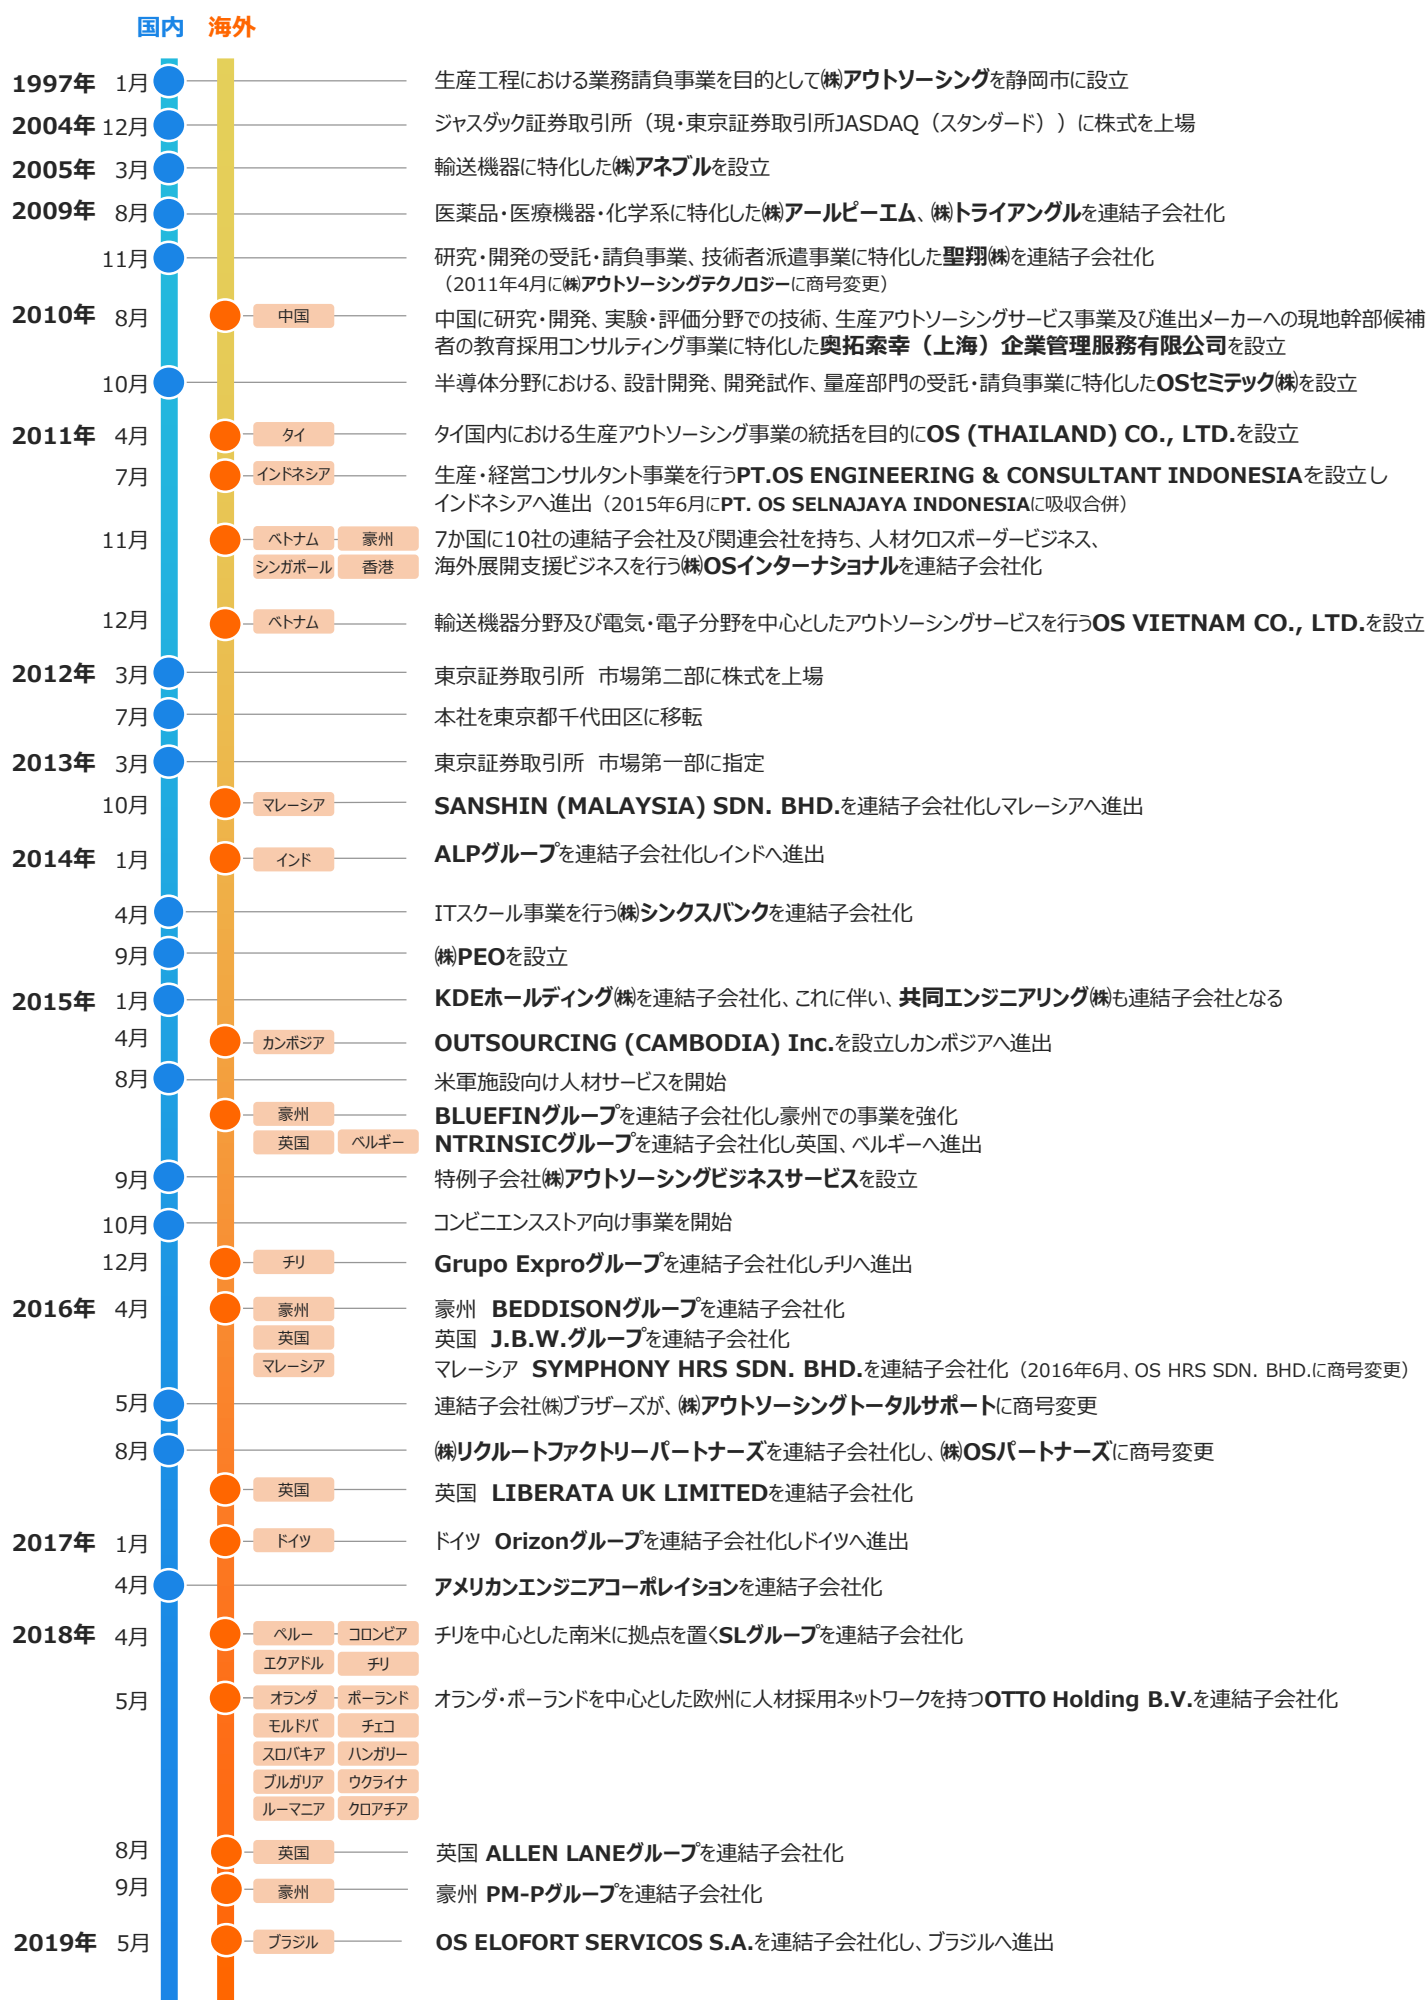 国内 海外
1997年 1月 生産工程における業務請負事業を目的として㈱アウトソーシングを静岡市に設立
2004年 12月 ジャスダック証券取引所（現・東京証券取引所JASDAQ（スタンダード））に株式を上場
2005年 3月 輸送機器に特化した㈱アネブルを設立
2009年 8月 医薬品・医療機器・化学系に特化した㈱アールピーエム、㈱トライアングルを連結子会社化
11月 研究・開発の受託・請負事業、技術者派遣事業に特化した聖翔㈱を連結子会社化
（2011年4月に㈱アウトソーシングテクノロジーに商号変更）
2010年 8月 中国 中国に研究・開発、実験・評価分野での技術、生産アウトソーシングサービス事業及び進出メーカーへの現地幹部候補
者の教育採用コンサルティング事業に特化した奥拓索幸（上海）企業管理服務有限公司を設立
10月 半導体分野における、設計開発、開発試作、量産部門の受託・請負事業に特化したOSセミテック㈱を設立
2011年 4月 タイ タイ国内における生産アウトソーシング事業の統括を目的にOS (THAILAND) CO., LTD.を設立
7月 インドネシア 生産・経営コンサルタント事業を行うPT.OS ENGINEERING & CONSULTANT INDONESIAを設立し
インドネシアへ進出（2015年6月にPT. OS SELNAJAYA INDONESIAに吸収合併）
11月 ベトナム 豪州 7か国に10社の連結子会社及び関連会社を持ち、人材クロスボーダービジネス、
シンガポール 香港 海外展開支援ビジネスを行う㈱OSインターナショナルを連結子会社化
12月 ベトナム 輸送機器分野及び電気・電子分野を中心としたアウトソーシングサービスを行うOS VIETNAM CO., LTD.を設立
2012年 3月 東京証券取引所 市場第二部に株式を上場
7月 本社を東京都千代田区に移転
2013年 3月 東京証券取引所 市場第一部に指定
10月 マレーシア SANSHIN (MALAYSIA) SDN. BHD.を連結子会社化しマレーシアへ進出
2014年 1月 インド ALPグループを連結子会社化しインドへ進出
4月 ITスクール事業を行う㈱シンクスバンクを連結子会社化
9月 ㈱PEOを設立
2015年 1月 KDEホールディング㈱を連結子会社化、これに伴い、共同エンジニアリング㈱も連結子会社となる
4月 カンボジア OUTSOURCING (CAMBODIA) Inc.を設立しカンボジアへ進出
8月 米軍施設向け人材サービスを開始
豪州 BLUEFINグループを連結子会社化し豪州での事業を強化
英国 ベルギー NTRINSICグループを連結子会社化し英国、ベルギーへ進出
9月 特例子会社㈱アウトソーシングビジネスサービスを設立
10月 コンビニエンスストア向け事業を開始
12月 チリ Grupo Exproグループを連結子会社化しチリへ進出
2016年 4月 豪州 豪州 BEDDISONグループを連結子会社化
英国 英国 J.B.W.グループを連結子会社化
マレーシア マレーシア SYMPHONY HRS SDN. BHD.を連結子会社化（2016年6月、OS HRS SDN. BHD.に商号変更）
5月 連結子会社㈱ブラザーズが、㈱アウトソーシングトータルサポートに商号変更
8月 ㈱リクルートファクトリーパートナーズを連結子会社化し、㈱OSパートナーズに商号変更
英国 英国 LIBERATA UK LIMITEDを連結子会社化
2017年 1月 ドイツ ドイツ Orizonグループを連結子会社化しドイツへ進出
4月 アメリカンエンジニアコーポレイションを連結子会社化
2018年 4月 ペルー コロンビア チリを中心とした南米に拠点を置くSLグループを連結子会社化
エクアドル チリ
5月 オランダ ポーランド オランダ・ポーランドを中心とした欧州に人材採用ネットワークを持つOTTO Holding B.V.を連結子会社化
モルドバ チェコ
スロバキア ハンガリー
ブルガリア ウクライナ
ルーマニア クロアチア
8月 英国 英国 ALLEN LANEグループを連結子会社化
9月 豪州 豪州 PM-Pグループを連結子会社化
2019年 5月 ブラジル OS ELOFORT SERVICOS S.A.を連結子会社化し、ブラジルへ進出